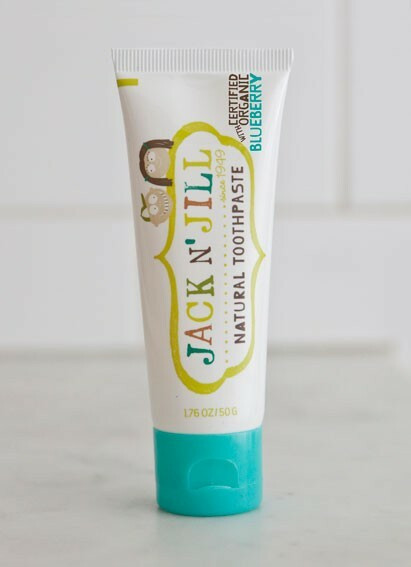 WITH CERTIFIED
ORGANIC
BLUEBERRY
JACK N' JILL
since 1949
NATURAL TOOTHPASTE
1.76 OZ/50 G